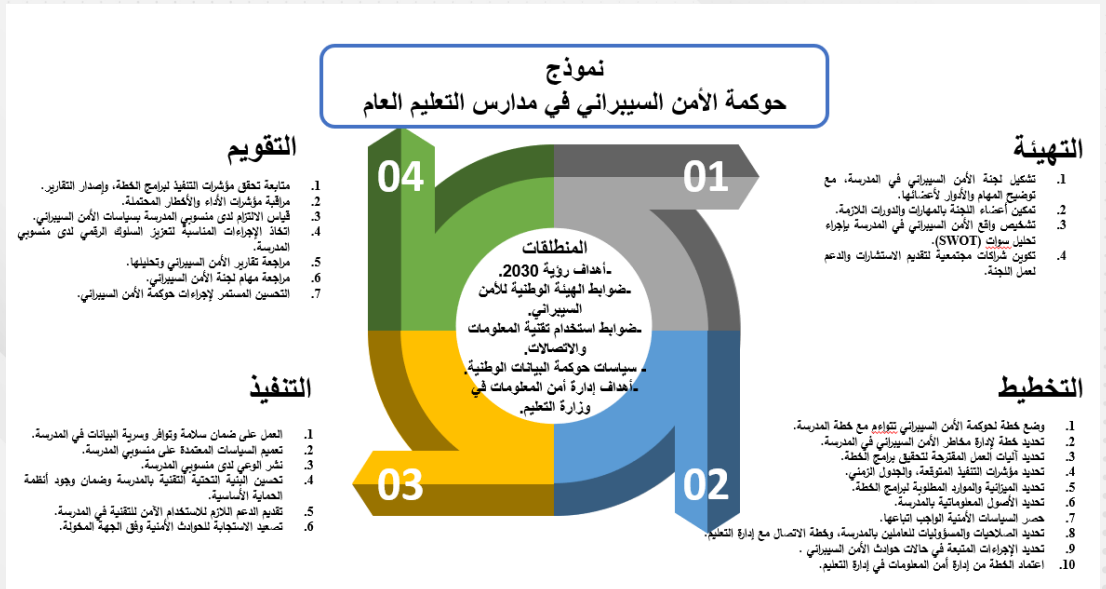 نموذج
حوكمة الأمن السيبراني في مدارس التعليم العام
التهيئة
1. تشكيل لجنة الأمن السيبراني في المدرسة، مع
توضيح المهام والأدوار لأعضائها.
2. تمكين أعضاء اللجنة بالمهارات والدورات اللازمة.
3. تشخيص واقع الأمن السيبراني في المدرسة بإجراء
تحليل سوات (SWOT).
4. تكوين شراكات مجتمعية لتقديم الاستشارات والدعم
لعمل اللجنة.
01
التخطيط
1. وضع خطة لحوكمة الأمن السيبراني تتواءم مع خطة المدرسة.
2. تحديد خطة لإدارة مخاطر الأمن السيبراني في المدرسة.
3. تحديد آليات العمل المقترحة لتحقيق برامج الخطة.
4. تحديد مؤشرات التنفيذ المتوقعة، والجدول الزمني.
5. تحديد الميزانية والموارد المطلوبة لبرامج الخطة.
6. تحديد الأصول المعلوماتية بالمدرسة.
7. حصر السياسات الأمنية الواجب اتباعها.
8. تحديد الصلاحيات والمسؤوليات للعاملين بالمدرسة، وخطة الاتصال مع إدارة التعليم.
9. تحديد الإجراءات المتبعة في حالات حوادث الأمن السيبراني .
10. اعتماد الخطة من إدارة أمن المعلومات في إدارة التعليم.
02
التنفيذ
1. العمل على ضمان سلامة وتوافر وسرية البيانات في المدرسة.
2. تعميم السياسات المعتمدة على منسوبي المدرسة.
3. نشر الوعي لدى منسوبي المدرسة.
4. تحسين البنية التحتية التقنية بالمدرسة وضمان وجود أنظمة
الحماية الأساسية.
5. تقديم الدعم اللازم للاستخدام الآمن للتقنية في المدرسة.
6. تصعيد الاستجابة للحوادث الأمنية وفق الجهة المخولة.
03
التقويم
1. متابعة تحقق مؤشرات التنفيذ لبرامج الخطة، وإصدار التقارير.
2. مراقبة مؤشرات الأداء والأخطار المحتملة.
3. قياس الالتزام لدى منسوبي المدرسة بسياسات الأمن السيبراني.
4. اتخاذ الإجراءات المناسبة لتعزيز السلوك الرقمي لدى منسوبي
المدرسة.
5. مراجعة تقارير الأمن السيبراني وتحليلها.
6. مراجعة مهام لجنة الأمن السيبراني.
7. التحسين المستمر لإجراءات حوكمة الأمن السيبراني.
04
المنطلقات
-أهداف رؤية 2030.
-ضوابط الهيئة الوطنية للأمن
السيبراني.
-ضوابط استخدام تقنية المعلومات
والاتصالات.
- سياسات حوكمة البيانات الوطنية.
-أهداف إدارة أمن المعلومات في
وزارة التعليم.